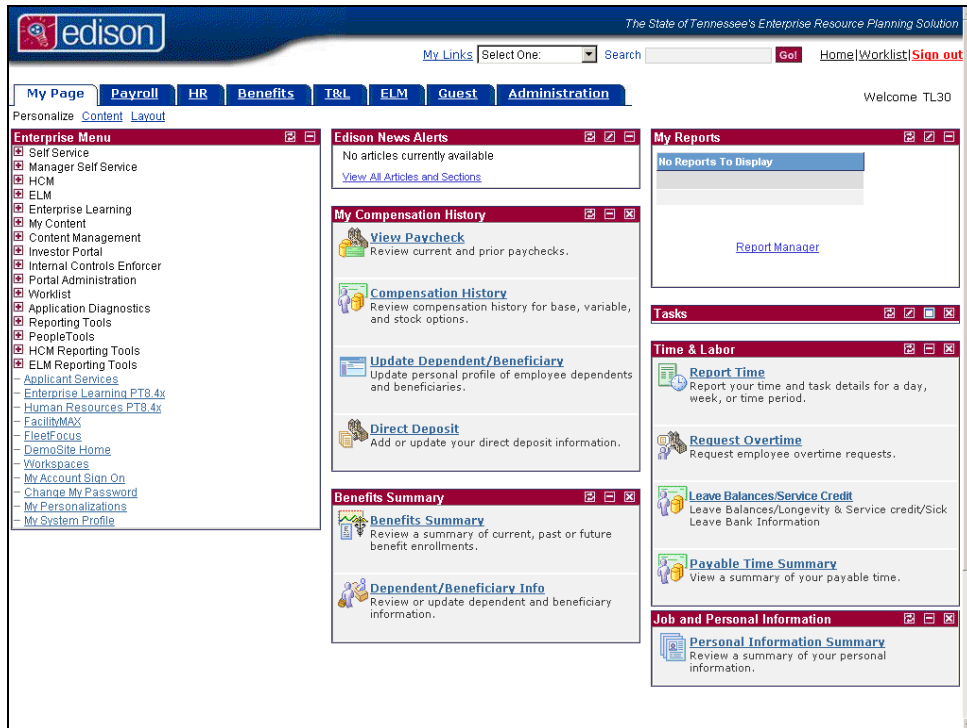 edison
The State of Tennessee's Enterprise Resource Planning Solution
My Links Select One: Search Go! Home|Worklist|Sign out
My Page Payroll HR Benefits T&L ELM Guest Administration
Welcome TL30
Personalize Content Layout
Enterprise Menu
Self Service
Manager Self Service
HCM
ELM
Enterprise Learning
My Content
Content Management
Investor Portal
Internal Controls Enforcer
Portal Administration
Worklist
Application Diagnostics
Reporting Tools
PeopleTools
HCM Reporting Tools
ELM Reporting Tools
Applicant Services
Enterprise Learning PT8.4x
Human Resources PT8.4x
FacilityMAX
FleetFocus
DemoSite Home
Workspaces
My Account Sign On
Change My Password
My Personalizations
My System Profile
Edison News Alerts
No articles currently available
View All Articles and Sections
My Compensation History
View Paycheck
Review current and prior paychecks.
Compensation History
Review compensation history for base, variable,
and stock options.
Update Dependent/Beneficiary
Update personal profile of employee dependents
and beneficiaries.
Direct Deposit
Add or update your direct deposit information.
Benefits Summary
Benefits Summary
Review a summary of current, past or future
benefit enrollments.
Dependent/Beneficiary Info
Review or update dependent and beneficiary
information.
My Reports
No Reports To Display
Report Manager
Tasks
Time & Labor
Report Time
Report your time and task details for a day,
week, or time period.
Request Overtime
Request employee overtime requests.
Leave Balances/Service Credit
Leave Balances/Longevity & Service credit/Sick
Leave Bank Information
Payable Time Summary
View a summary of your payable time.
Job and Personal Information
Personal Information Summary
Review a summary of your personal
information.